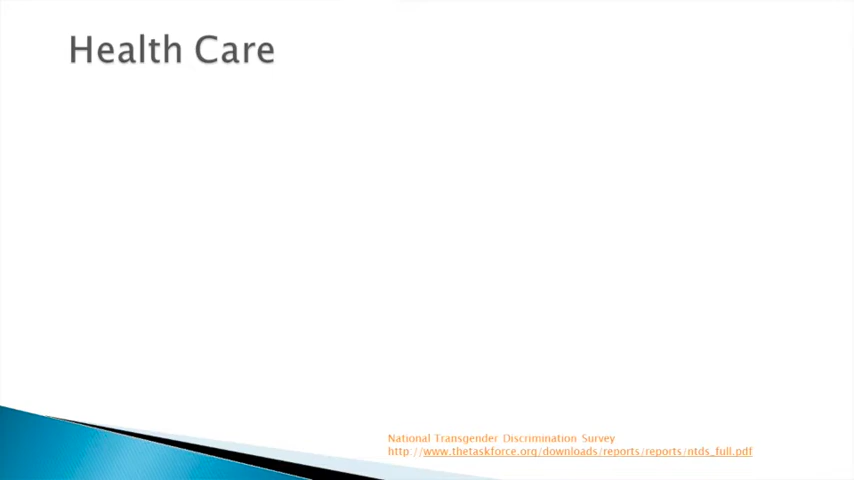 Health Care
National Transgender Discrimination Survey
http://www.thetaskforce.org/downloads/reports/reports/ntds_full.pdf